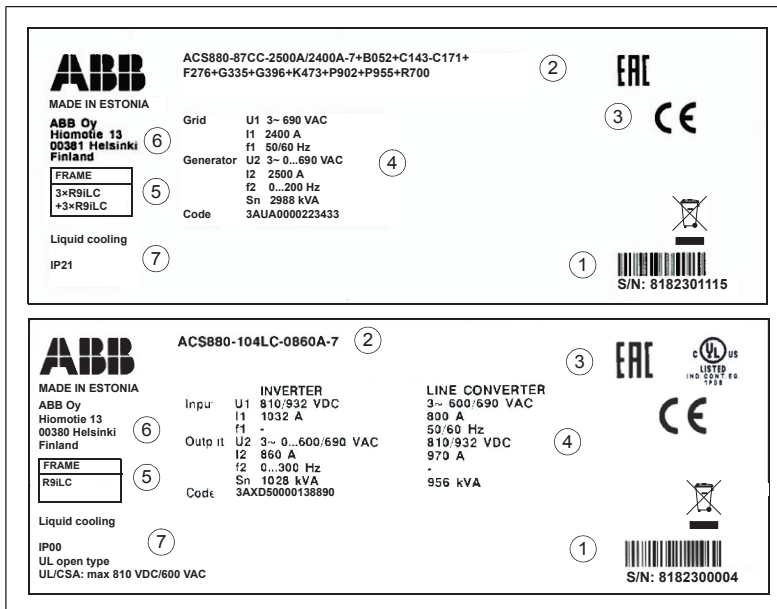 ABB
MADE IN ESTONIA
ABB Oy
Hiomotie 13
00381 Helsinki
Finland
6
FRAME
3×R9iLC
+3×R9iLC
5
Liquid cooling
IP21
7
ACS880-87CC-2500A/2400A-7+B052+C143-C171+
F276+G335+G396+K473+P902+P955+R700
2
Grid U1 3~ 690 VAC
I1 2400 A
f1 50/60 Hz
Generator U2 3~ 0...690 VAC
I2 2500 A
f2 0...200 Hz
Sn 2988 kVA
Code 3AUA0000223433
4
EAC
3
CE
1
S/N: 8182301115
ABB
MADE IN ESTONIA
ABB Oy
Hiomotie 13
00380 Helsinki
Finland
6
FRAME
R9iLC
5
Liquid cooling
IP00
UL open type
UL/CSA: max 810 VDC/600 VAC
7
ACS880-104LC-0860A-7
2
INVERTER LINE CONVERTER
Input U1 810/932 VDC 3~ 600/690 VAC
I1 1032 A 800 A
f1 - 50/60 Hz
Output U2 3~ 0...600/690 VAC 810/932 VDC
I2 860 A 970 A
f2 0...300 Hz -
Sn 1028 kVA 956 kVA
Code 3AXD50000138890
4
3
EAC
C UL US
LISTED
IND. CONT. EQ.
1P08
CE
1
S/N: 8182300004